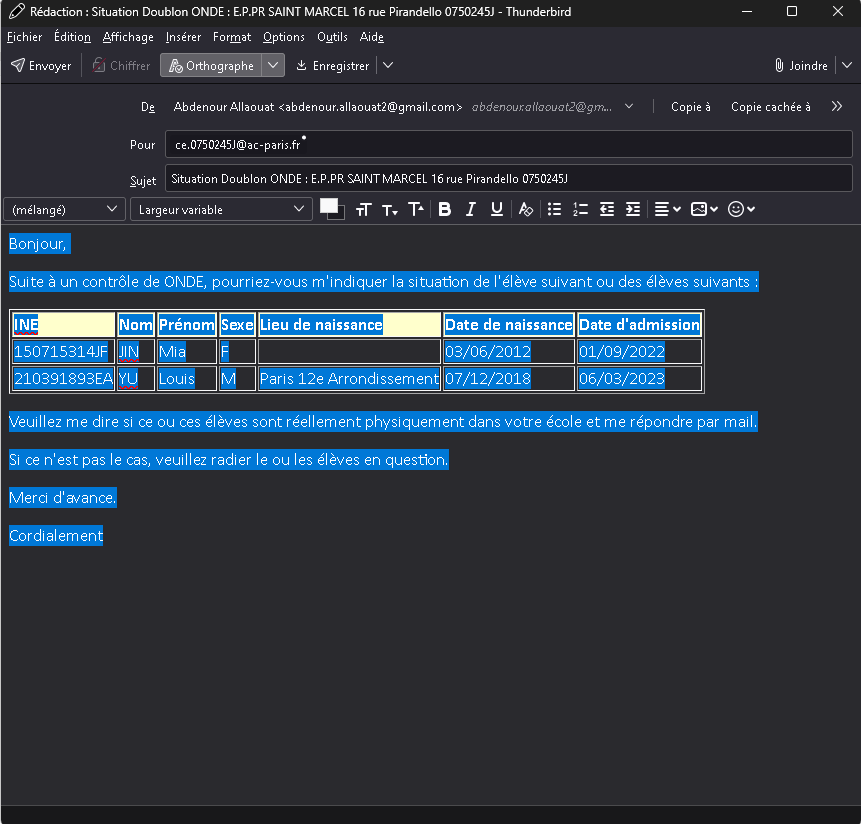 Rédaction : Situation Doublon ONDE : E.P.PR SAINT MARCEL 16 rue Pirandello 0750245J - Thunderbird
Fichier Édition Affichage Insérer Format Options Outils Aide
Envoyer Chiffrer Orthographe Enregistrer Joindre
De Abdenour Allaouat <abdenour.allaouat2@gmail.com> abdenour.allaouat2@gm... Copie à Copie cachée à
Pour ce.0750245J@ac-paris.fr
Sujet Situation Doublon ONDE : E.P.PR SAINT MARCEL 16 rue Pirandello 0750245J
(mélangé) Largeur variable
Bonjour,
Suite à un contrôle de ONDE, pourriez-vous m'indiquer la situation de l'élève suivant ou des élèves suivants :
INE Nom Prénom Sexe Lieu de naissance Date de naissance Date d'admission
150715314JF JIN Mia F 03/06/2012 01/09/2022
210391893EA YU Louis M Paris 12e Arrondissement 07/12/2018 06/03/2023
Veuillez me dire si ce ou ces élèves sont réellement physiquement dans votre école et me répondre par mail.
Si ce n'est pas le cas, veuillez radier le ou les élèves en question.
Merci d'avance.
Cordialement